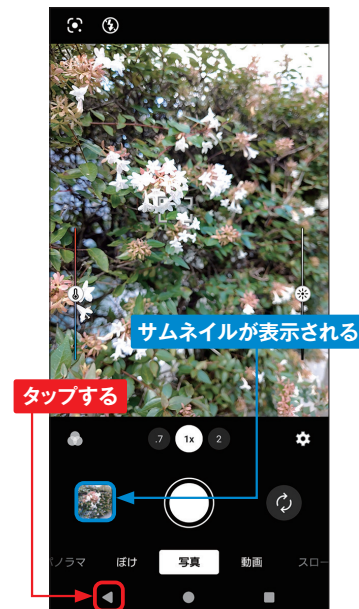 サムネイルが表示される
タップする
.7 1x 2
パノラマ ぼけ 写真 動画 スロー